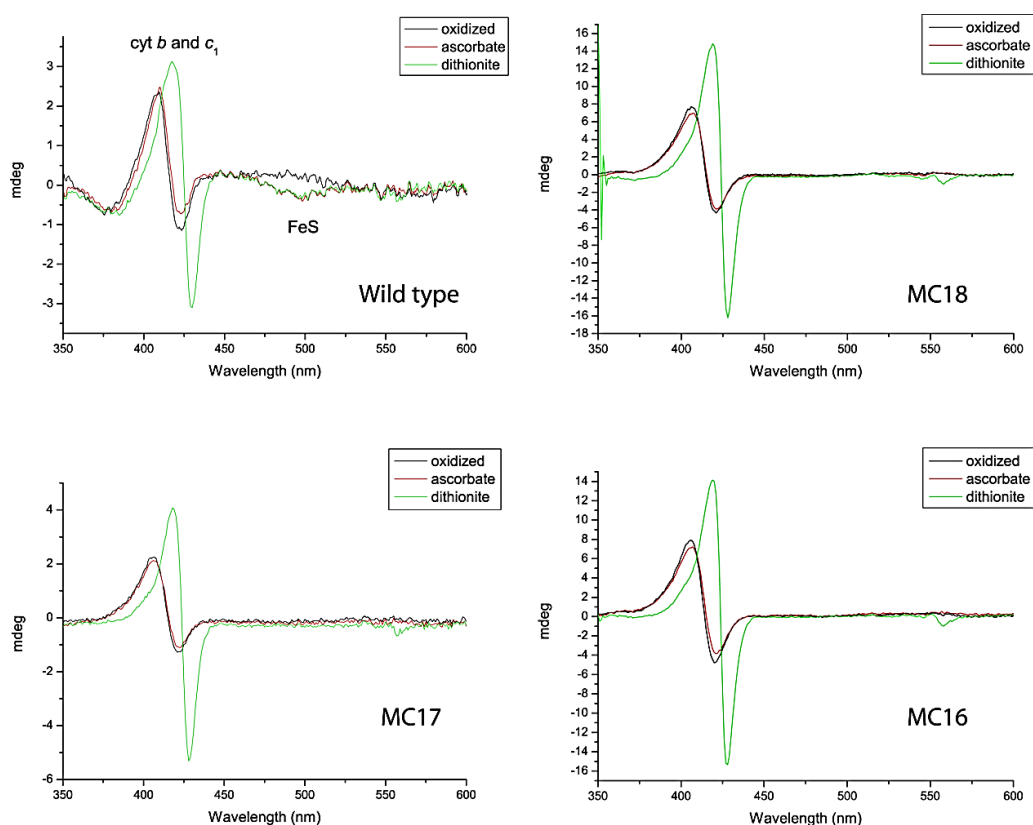 cyt b and c1
oxidized
ascorbate
dithionite
3
2
1
0
-1
-2
-3
mdeg
FeS
Wild type
350 400 450 500 550 600
Wavelength (nm)
oxidized
ascorbate
dithionite
16
14
12
10
8
6
4
2
0
-2
-4
-6
-8
-10
-12
-14
-16
-18
mdeg
MC18
350 400 450 500 550 600
Wavelength (nm)
oxidized
ascorbate
dithionite
4
2
0
-2
-4
-6
mdeg
MC17
350 400 450 500 550 600
Wavelength (nm)
oxidized
ascorbate
dithionite
14
12
10
8
6
4
2
0
-2
-4
-6
-8
-10
-12
-14
-16
mdeg
MC16
350 400 450 500 550 600
Wavelength (nm)